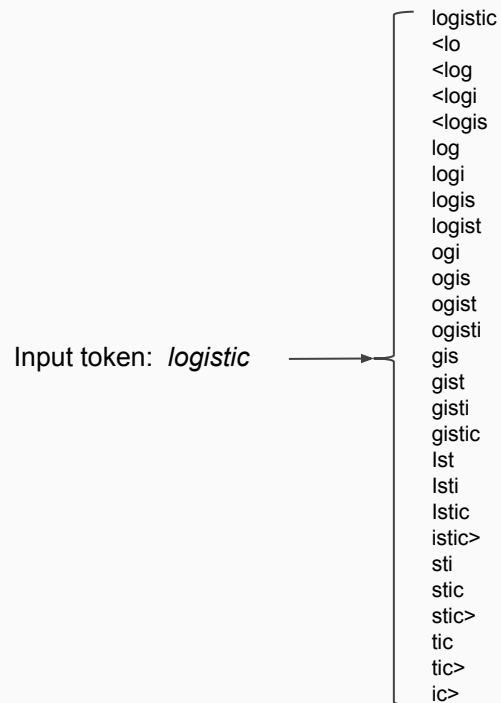 logistic
<lo
<log
<logi
<logis
log
logi
logis
logist
ogi
ogis
ogist
ogisti
Input token: logistic
gis
gist
gisti
gistic
Ist
Isti
Istic
istic>
sti
stic
stic>
tic
tic>
ic>